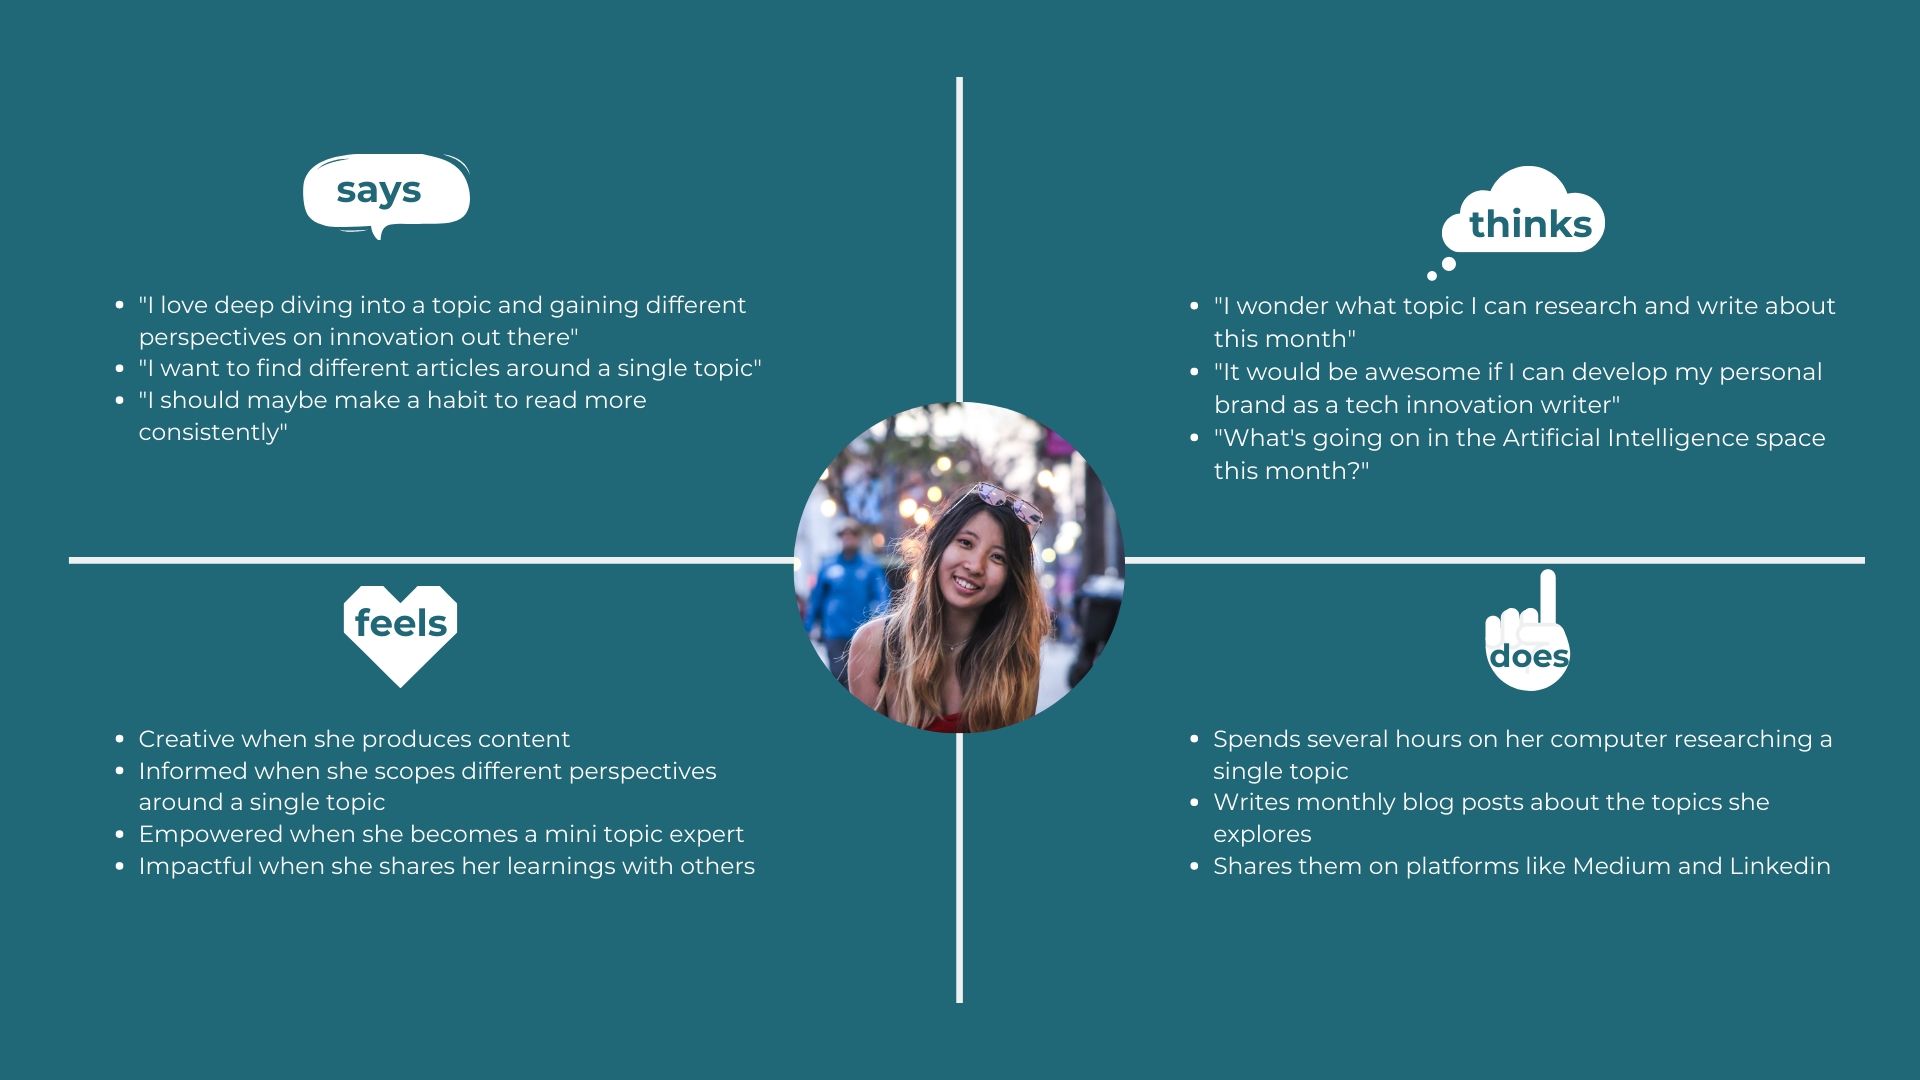 says
• "I love deep diving into a topic and gaining different
perspectives on innovation out there"
• "I want to find different articles around a single topic"
• "I should maybe make a habit to read more
consistently"
thinks
• "I wonder what topic I can research and write about
this month"
• "It would be awesome if I can develop my personal
brand as a tech innovation writer"
• "What's going on in the Artificial Intelligence space
this month?"
feels
• Creative when she produces content
• Informed when she scopes different perspectives
around a single topic
• Empowered when she becomes a mini topic expert
• Impactful when she shares her learnings with others
does
• Spends several hours on her computer researching a
single topic
• Writes monthly blog posts about the topics she
explores
• Shares them on platforms like Medium and Linkedin